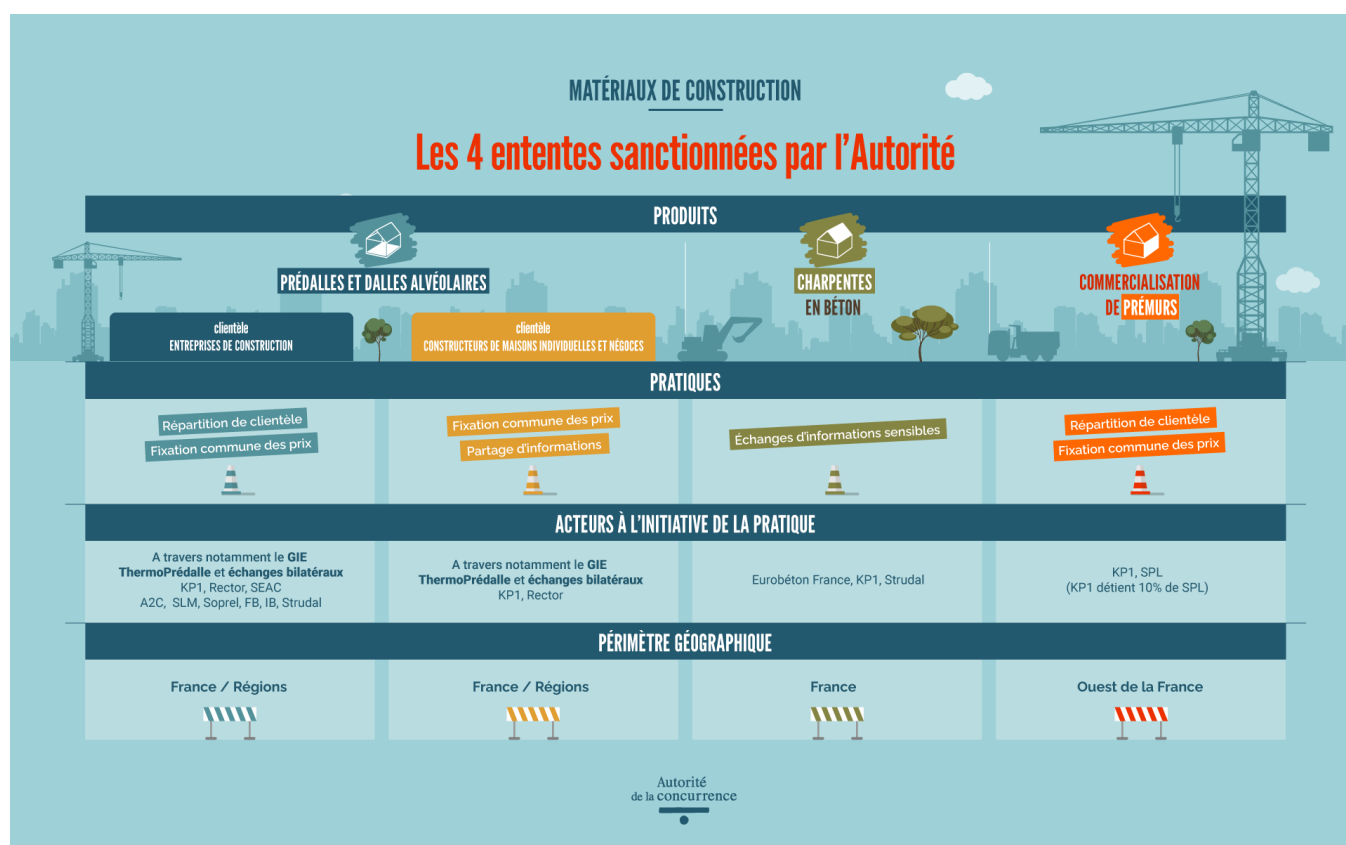 MATÉRIAUX DE CONSTRUCTION
Les 4 ententes sanctionnées par l'Autorité
PRODUITS
PRÉDALLES ET DALLES ALVÉOLAIRES
clientèle
ENTREPRISES DE CONSTRUCTION
clientèle
CONSTRUCTEURS DE MAISONS INDIVIDUELLES ET NÉGOCES
CHARPENTES
EN BÉTON
COMMERCIALISATION
DE PRÉMURS
PRATIQUES
Répartition de clientèle
Fixation commune des prix
Fixation commune des prix
Partage d'informations
Échanges d'informations sensibles
Répartition de clientèle
Fixation commune des prix
ACTEURS À L'INITIATIVE DE LA PRATIQUE
A travers notamment le GIE
ThermoPrédalle et échanges bilatéraux
KP1, Rector, SEAC
A2C, SLM, Soprel, FB, IB, Strudal
A travers notamment le GIE
ThermoPrédalle et échanges bilatéraux
KP1, Rector
Eurobéton France, KP1, Strudal
KP1, SPL
(KP1 détient 10% de SPL)
PÉRIMÈTRE GÉOGRAPHIQUE
France / Régions
France / Régions
France
Ouest de la France
Autorité
de la concurrence